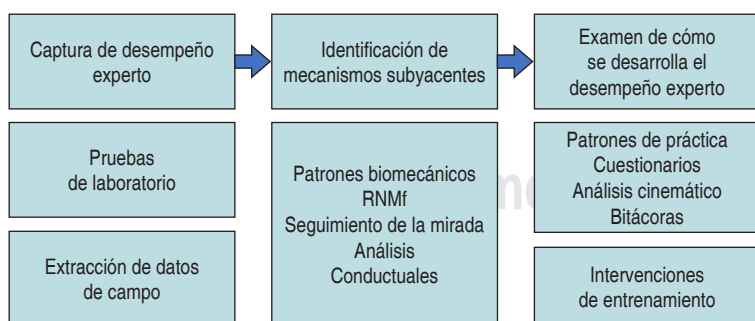 Captura de desempeño
experto
Identificación de
mecanismos subyacentes
Examen de cómo
se desarrolla el
desempeño experto
Pruebas
de laboratorio
Extracción de datos
de campo
Patrones biomecánicos
RNMf
Seguimiento de la mirada
Análisis
Conductuales
Patrones de práctica
Cuestionarios
Análisis cinemático
Bitácoras
Intervenciones
de entrenamiento